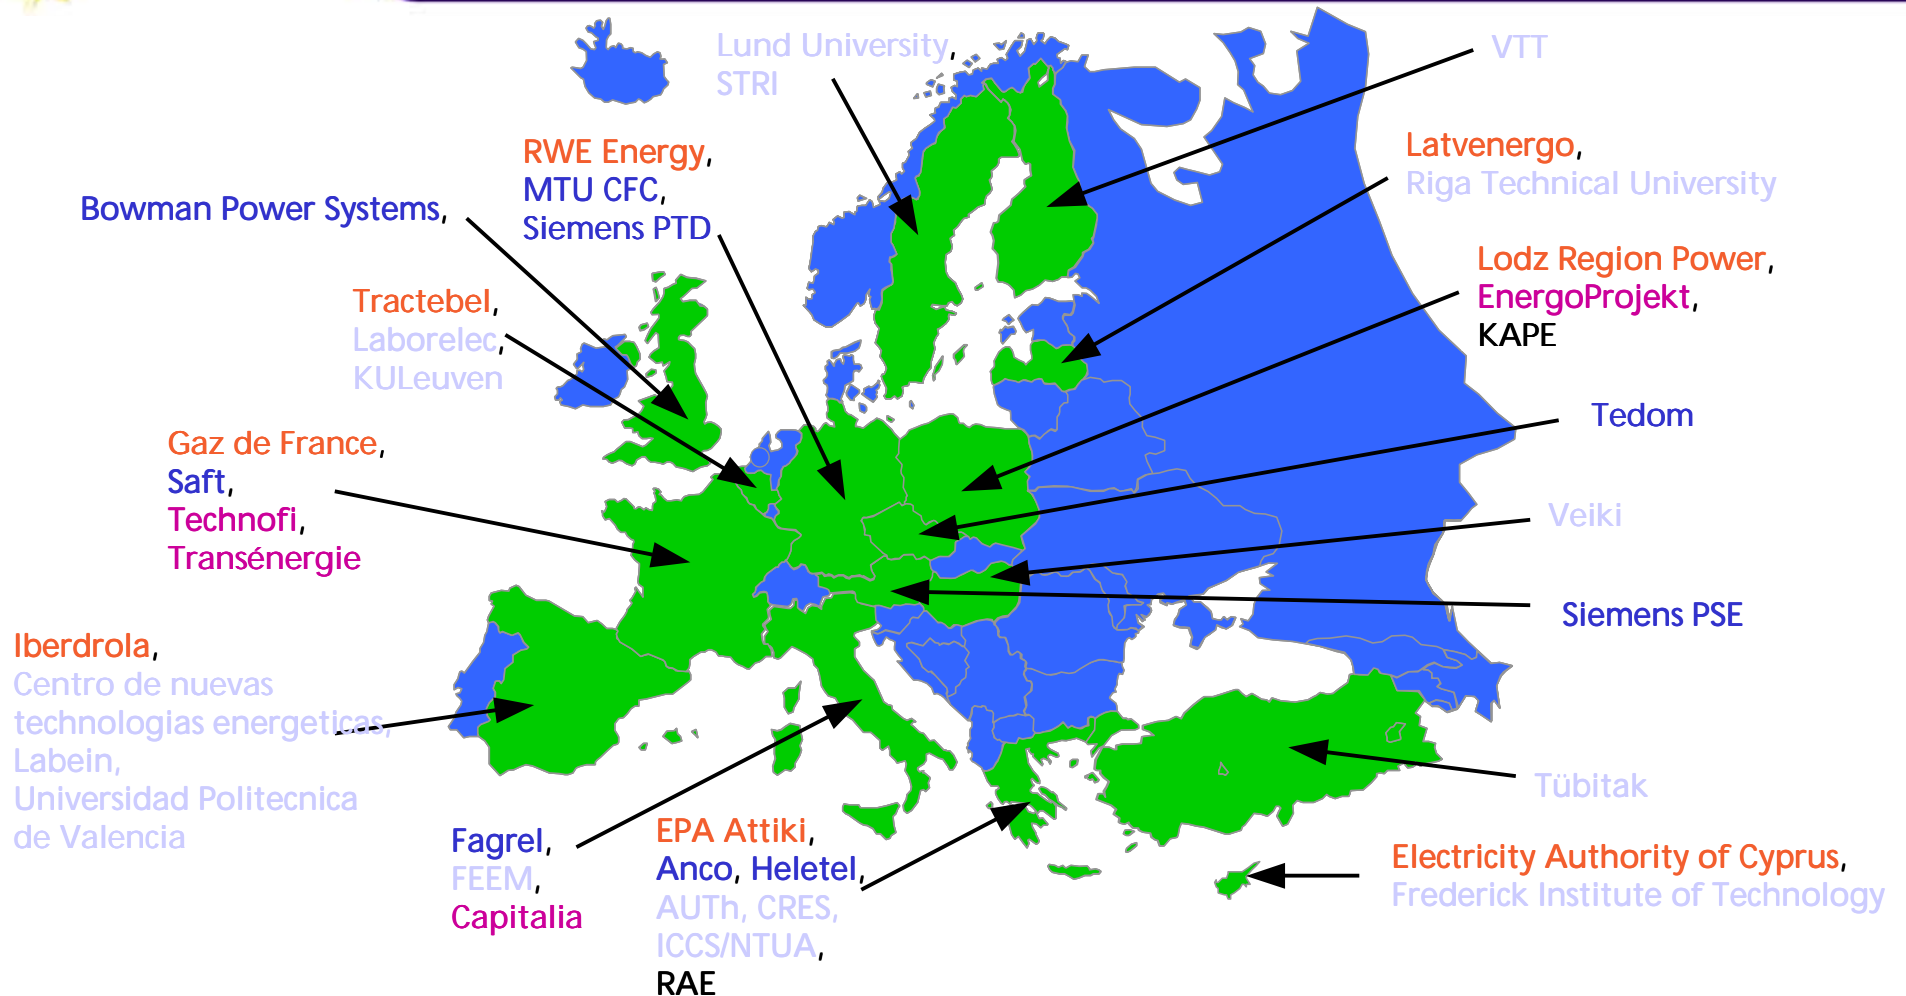 Lund University,
STRI
VTT
RWE Energy,
MTU CFC,
Siemens PTD
Latvenergo,
Riga Technical University
Bowman Power Systems,
Lodz Region Power,
EnergoProjekt,
KAPE
Tractebel,
Laborelec,
KULeuven
Tedom
Gaz de France,
Saft,
Technofi,
Transénergie
Veiki
Siemens PSE
Iberdrola,
Centro de nuevas
technologias energeticas,
Labein,
Universidad Politecnica
de Valencia
Tübitak
Fagrel,
FEEM,
Capitalia
EPA Attiki,
Anco, Heletel,
AUTh, CRES,
ICCS/NTUA,
RAE
Electricity Authority of Cyprus,
Frederick Institute of Technology